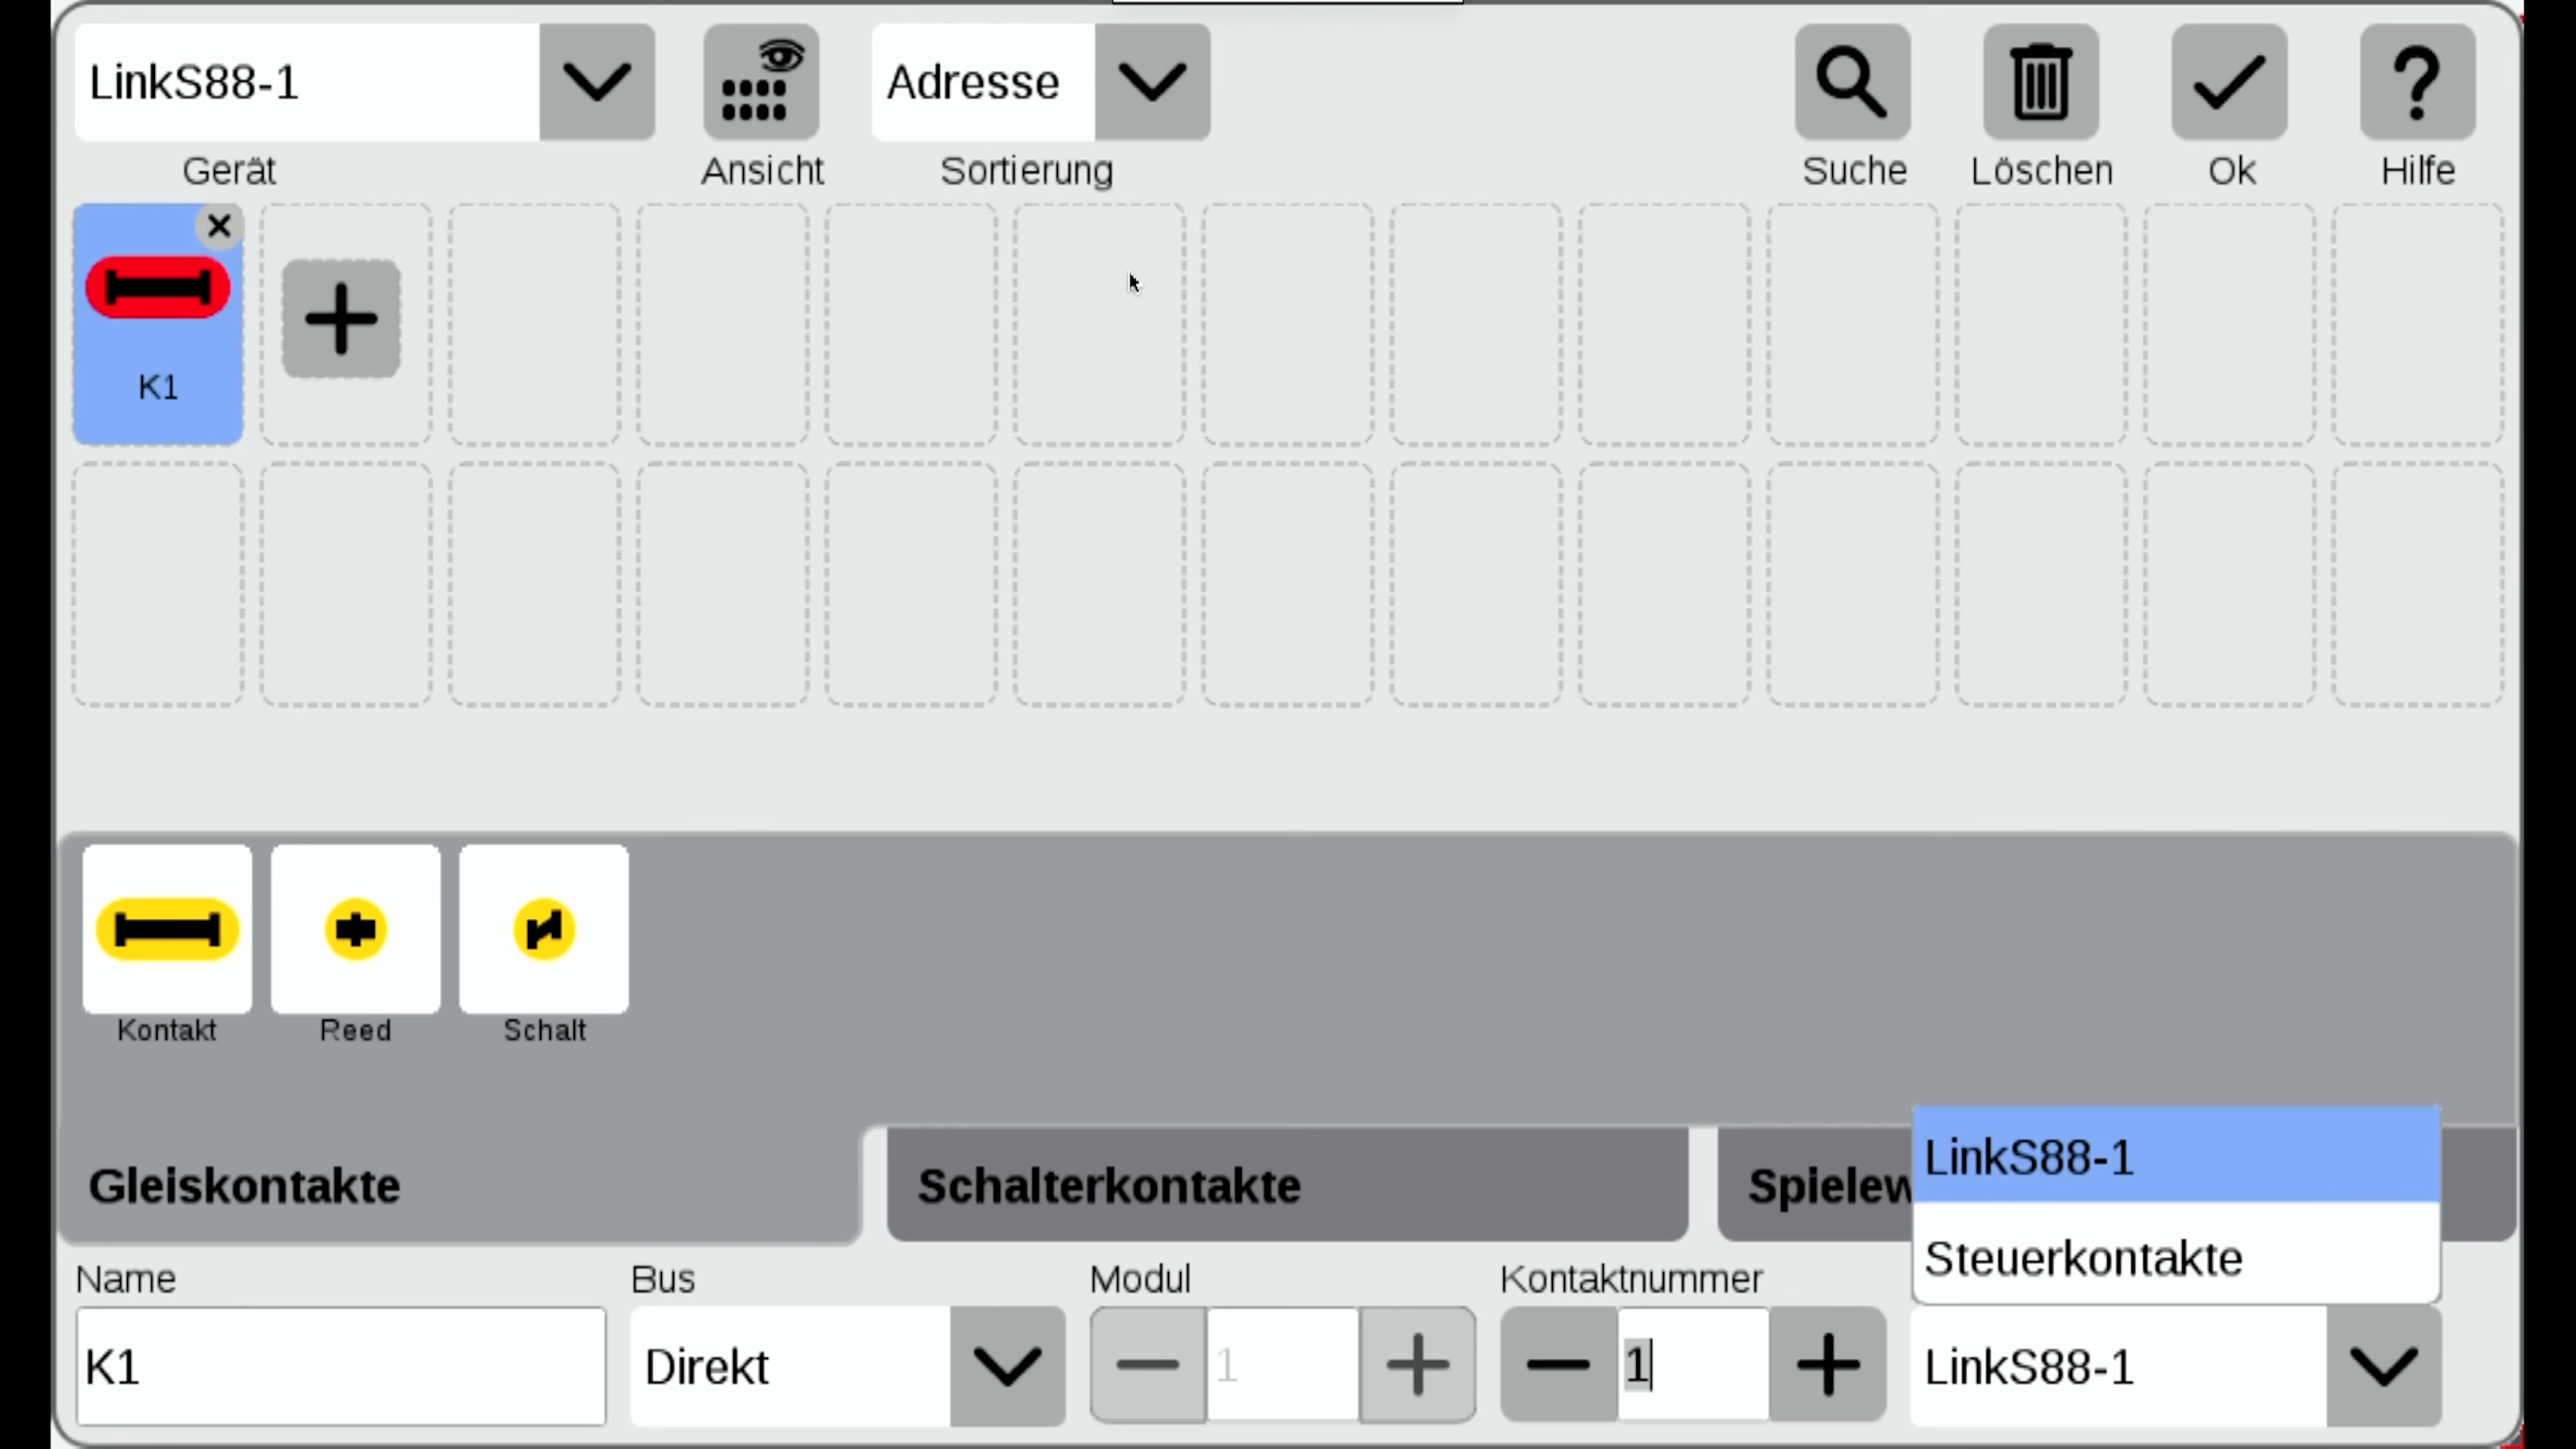 LinkS88-1
Adresse
Gerät
Ansicht
Sortierung
Suche
Löschen
Ok
Hilfe
K1
Kontakt
Reed
Schalt
Gleiskontakte
Schalterkontakte
LinkS88-1
Steuerkontakte
Name
Bus
Modul
Kontaktnummer
K1
Direkt
1
1
LinkS88-1